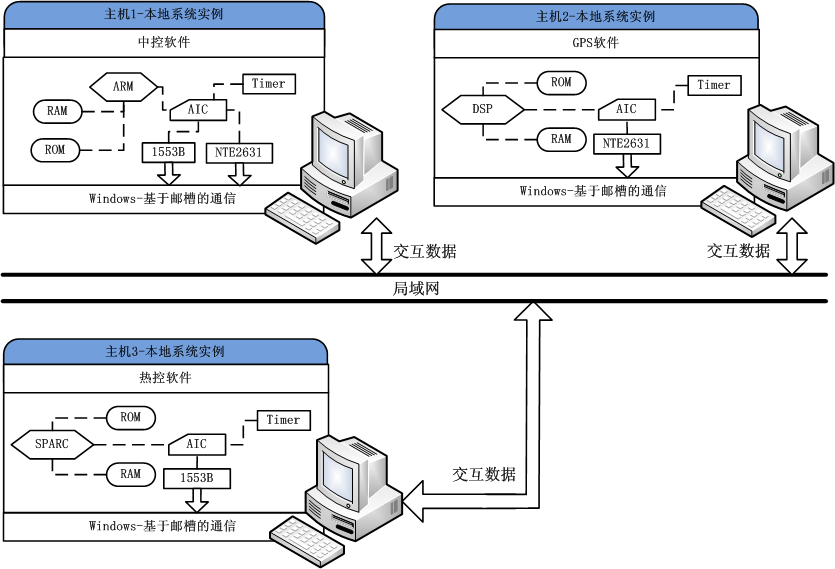 主机1-本地系统实例
中控软件
ARM
Timer
RAM
AIC
ROM
1553B
NTE2631
Windows-基于邮槽的通信
主机2-本地系统实例
GPS软件
ROM
Timer
DSP
AIC
RAM
NTE2631
Windows-基于邮槽的通信
交互数据
交互数据
局域网
主机3-本地系统实例
热控软件
ROM
Timer
SPARC
AIC
RAM
1553B
Windows-基于邮槽的通信
交互数据